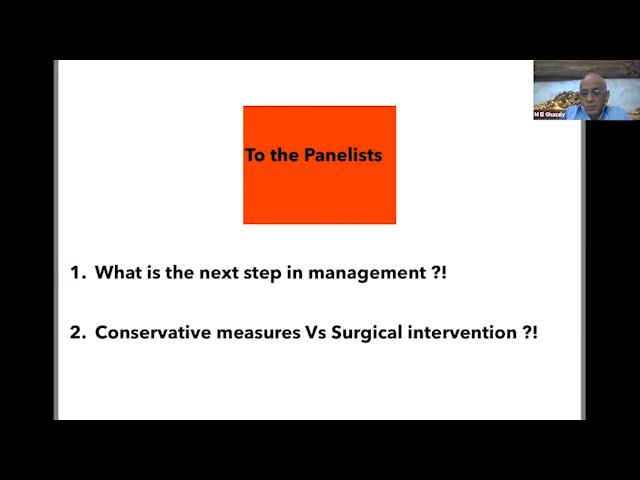 To the Panelists
M El Ghazaly
1. What is the next step in management ?!
2. Conservative measures Vs Surgical intervention ?!